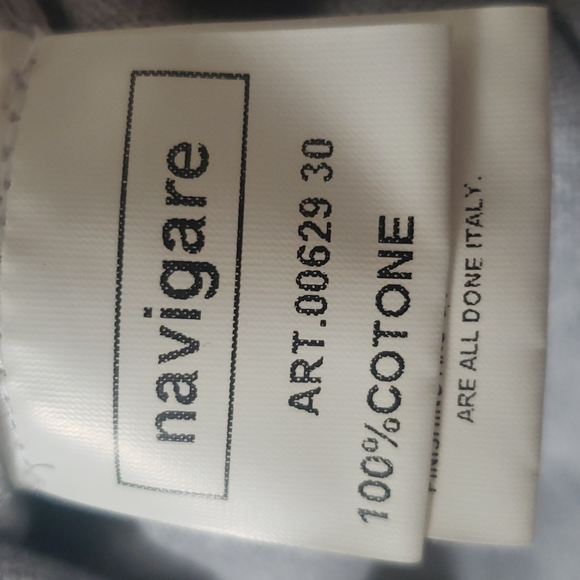 navigare
ART.00629 30
100%COTONE
ARE ALL DONE ITALY.